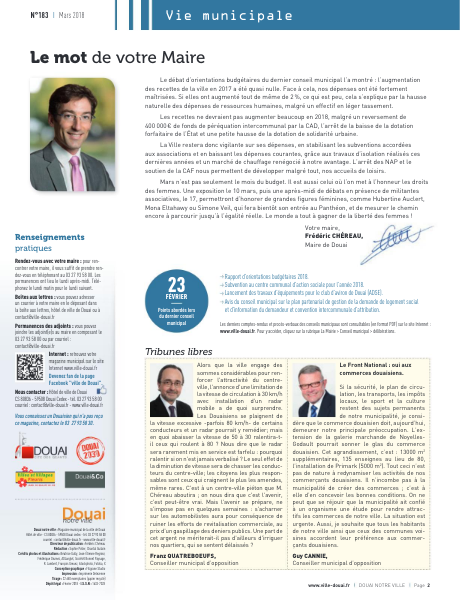 N°183 | Mars 2018
Vie municipale
Le mot de votre Maire
Le débat d'orientations budgétaires du dernier conseil municipal l'a montré : l'augmentation
des recettes de la ville en 2017 a été quasi nulle. Face à cela, nos dépenses ont été fortement
maîtrisées. Si elles ont augmenté tout de même de 2 %, ce qui est peu, cela s'explique par la hausse
naturelle des dépenses de ressources humaines, malgré un effectif en léger tassement.
Les recettes ne devraient pas augmenter beaucoup en 2018, malgré un reversement de
400 000 € de fonds de péréquation intercommunal par la CAD, l'arrêt de la baisse de la dotation
forfaitaire de l'État et une petite hausse de la dotation de solidarité urbaine.
La Ville restera donc vigilante sur ses dépenses, en stabilisant les subventions accordées
aux associations et en baissant les dépenses courantes, grâce aux travaux d'isolation réalisés ces
dernières années et un marché de chauffage renégocié à notre avantage. L'arrêt des NAP et le
soutien de la CAF nous permettent de développer malgré tout, nos accueils de loisirs.
Mars n'est pas seulement le mois du budget. Il est aussi celui où l'on met à l'honneur les droits
des femmes. Une exposition le 10 mars, puis une après-midi de débats en présence de militantes
associatives, le 17, permettront d'honorer de grandes figures féminines, comme Hubertine Auclert,
Mona Eltahawy ou Simone Veil, qui fera bientôt son entrée au Panthéon, et de mesurer le chemin
encore à parcourir jusqu'à l'égalité réelle. Le monde a tout à gagner de la liberté des femmes !
Votre maire,
Frédéric CHÉREAU,
Maire de Douai
Renseignements
pratiques
Rendez-vous avec votre maire : pour ren-
contrer votre maire, il vous suffit de prendre ren-
dez-vous en téléphonant au 03 27 93 58 00. Les
permanences ont lieu le lundi après-midi. Télé-
phonez le lundi matin pour le lundi suivant.
Boîtes aux lettres : vous pouvez adresser
un courrier à votre maire en le déposant dans
la boîte aux lettres, hôtel de ville de Douai ou à
contact@ville-douai.fr
Permanences des adjoints : vous pouvez
joindre les adjoint(e)s au maire en composant le
03 27 93 58 00 ou par courriel :
contact@ville-douai.fr
Internet : retrouvez votre
magazine municipal sur le site
Internet www.ville-douai.fr
Devenez fan de la page
Facebook "ville de Douai"
Nous contacter : hôtel de ville de Douai
CS 80836 - 59508 Douai Cedex - tél. 03 27 93 58 00
courriel : contact@ville-douai.fr - www.ville-douai.fr
Vous connaissez un Douaisien qui n'a pas reçu
ce magazine, contactez le 03 27 93 58 30.
DOUAI
Douai&Co
Douai
notre ville
23
FÉVRIER
Points abordés lors
du dernier conseil
municipal
→ Rapport d'orientations budgétaires 2018.
→ Subvention au centre communal d'action sociale pour l'année 2018.
→ Lancement des travaux d'équipements pour le club d'aviron de Douai (ADSE).
→ Avis du conseil municipal sur le plan partenarial de gestion de la demande de logement social
et d'information du demandeur et convention intercommunale d'attribution.
Les derniers comptes-rendus et procès-verbaux des conseils municipaux sont consultables (en format PDF) sur le site internet :
www.ville-douai.fr. Pour y accéder, cliquez sur la rubrique La Mairie > Conseil municipal > délibérations.
Tribunes libres
Alors que la ville engage des
sommes considérables pour ren-
forcer l'attractivité du centre-
ville, l'annonce d'une limitation de
la vitesse de circulation à 30 km/h
avec installation d'un radar
mobile a de quoi surprendre.
Les Douaisiens se plaignent de
la vitesse excessive -parfois 80 km/h- de certains
conducteurs et un radar pourrait y remédier; mais
en quoi abaisser la vitesse de 50 à 30 ralentira-t-
il ceux qui roulent à 80 ? Nous dire que le radar
sera rarement mis en service est farfelu : pourquoi
ralentir si on n'est jamais verbalisé ? Le seul effet de
la diminution de vitesse sera de chasser les conduc-
teurs du centre-ville; les citoyens les plus respon-
sables sont ceux qui craignent le plus les amendes,
même rares. C'est à un centre-ville piéton que M.
Chéreau aboutira ; on nous dira que c'est l'avenir,
c'est peut-être vrai. Mais l'avenir se prépare, ne
s'impose pas en quelques semaines : s'acharner
sur les automobilistes aura pour conséquence de
ruiner les efforts de revitalisation commerciale, au
prix d'un gaspillage des deniers publics. Une part de
cet argent ne mériterait-il pas d'ailleurs d'irriguer
nos quartiers, qui se sentent délaissés ?
Franz QUATREBOEUFS,
Conseiller municipal d'opposition
Le Front National : oui aux
commerces douaisiens.
Si la sécurité, le plan de circu-
lation, les transports, les impôts
locaux, le sport et la culture
restent des sujets permanents
de notre municipalité, je consi-
dère que le commerce douaisien doit, aujourd'hui,
demeurer notre principale préoccupation. L'ex-
tension de la galerie marchande de Noyelles-
Godault pourrait sonner le glas du commerce
douaisien. Cet agrandissement, c'est : 13000 m²
supplémentaires, 135 enseignes au lieu de 80,
l'installation de Primark (5000 m²). Tout ceci n'est
pas de nature à redynamiser les activités de nos
commerçants douaisiens. Il n'incombe pas à la
municipalité de créer des commerces ; c'est à
elle d'en concevoir les bonnes conditions. On ne
peut que se réjouir que la municipalité ait confié
à un organisme une étude pour rendre attrac-
tifs les commerces de notre ville. La situation est
urgente. Aussi, je souhaite que tous les habitants
de notre ville ainsi que ceux des communes voi-
sines accordent leur préférence aux commer-
çants douaisiens.
Guy CANNIE,
Conseiller municipal d'opposition
www.ville-douai.fr | DOUAI NOTRE VILLE | Page 2